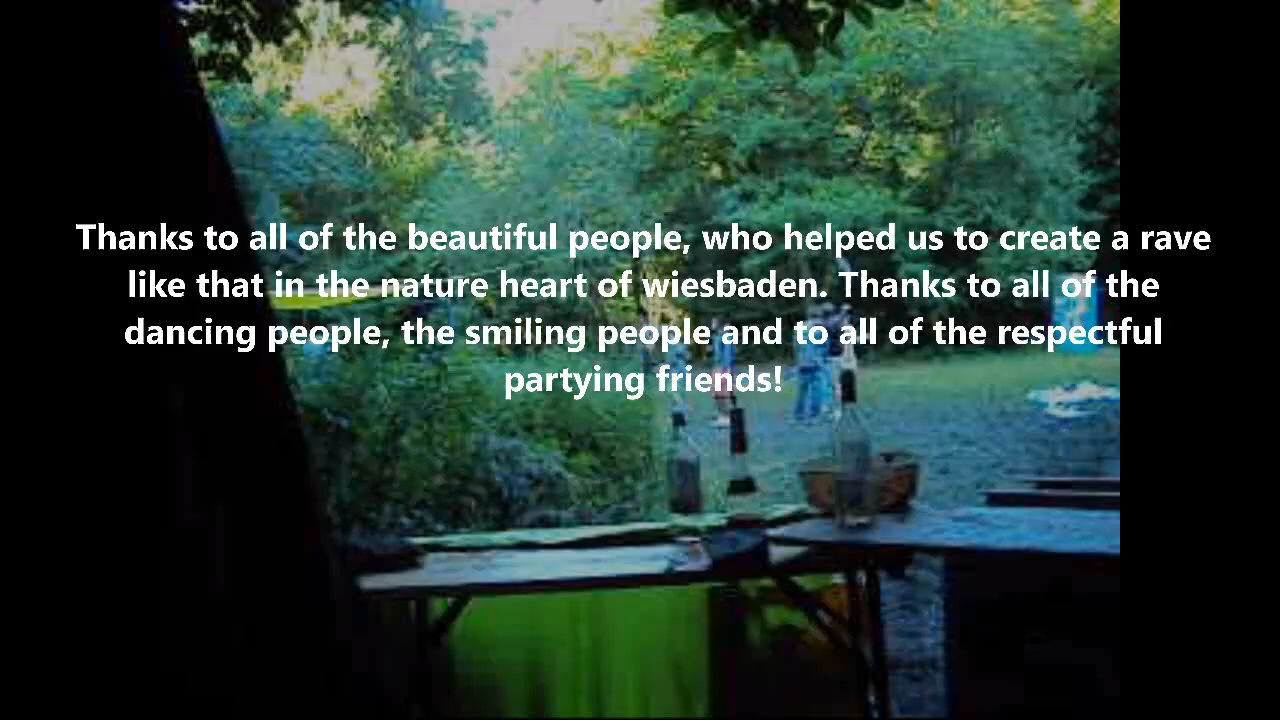 Thanks to all of the beautiful people, who helped us to create a rave
like that in the nature heart of wiesbaden. Thanks to all of the
dancing people, the smiling people and to all of the respectful
partying friends!